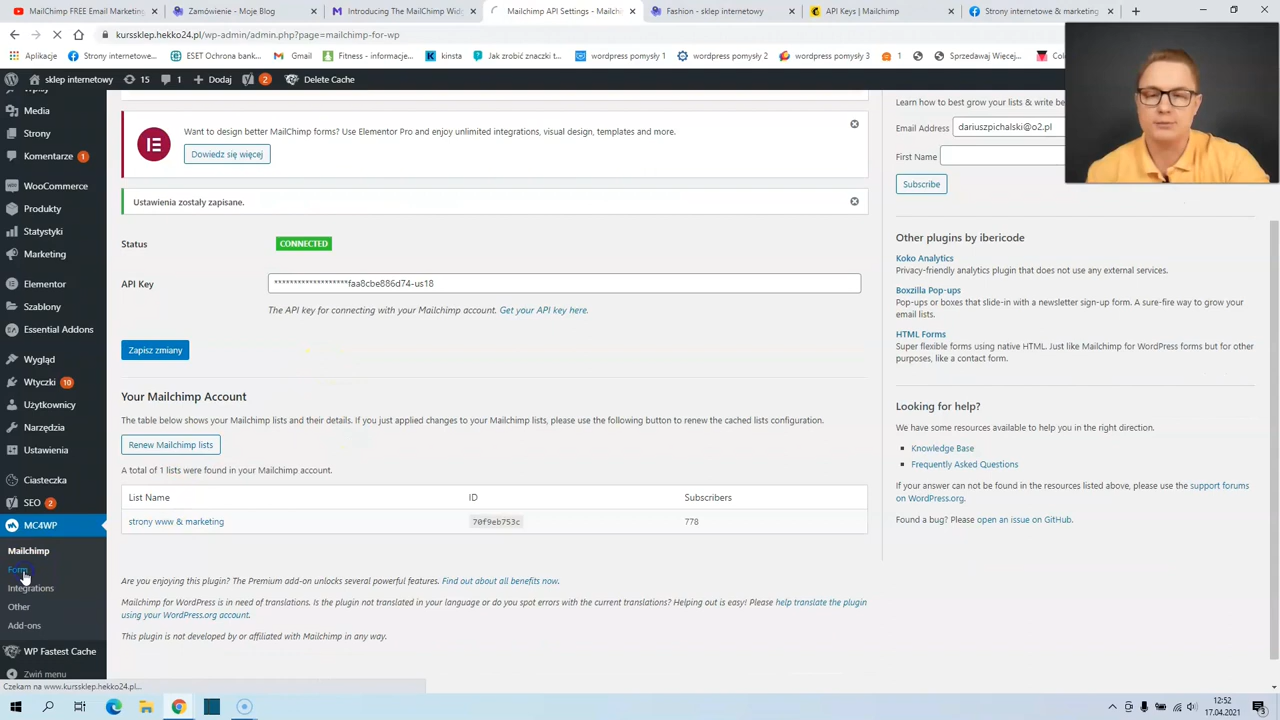 YouTube FREE Email Marketing
Zamówienie - Moje Blog
Introducing The MailChimp Widg
Mailchimp API Settings - Mailch
Fashion - sklep internetowy
API Keys | Mailchimp
Strony internetowe & marketing
kurssklep.hekko24.pl/wp-admin/admin.php?page=mailchimp-for-wp
Aplikacje
Strony internetowe...
ESET Ochrona bank...
Gmail
Fitness - informacje...
kinsta
Jak zrobić znaczki t...
wordpress pomysły 1
wordpress pomysły 2
wordpress pomysły 3
1
Sprzedawaj Więcej...
sklep internetowy
15
1
Dodaj
2
Delete Cache
Wpisy
Media
Strony
Komentarze 1
WooCommerce
Produkty
Statystyki
Marketing
Elementor
Szablony
Essential Addons
Wygląd
Wtyczki 10
Użytkownicy
Narzędzia
Ustawienia
Ciasteczka
SEO 2
MC4WP
Mailchimp
Form
Integrations
Other
Add-ons
WP Fastest Cache
Zwiń menu
Want to design better MailChimp forms? Use Elementor Pro and enjoy unlimited integrations, visual design, templates and more.
Dowiedz się więcej
Ustawienia zostały zapisane.
Status
CONNECTED
API Key
*******************faa8cbe886d74-us18
The API key for connecting with your Mailchimp account. Get your API key here.
Zapisz zmiany
Your Mailchimp Account
The table below shows your Mailchimp lists and their details. If you just applied changes to your Mailchimp lists, please use the following button to renew the cached lists configuration.
Renew Mailchimp lists
A total of 1 lists were found in your Mailchimp account.
List Name
ID
Subscribers
strony www & marketing
70f9eb753c
778
Are you enjoying this plugin? The Premium add-on unlocks several powerful features. Find out about all benefits now.
Mailchimp for WordPress is in need of translations. Is the plugin not translated in your language or do you spot errors with the current translations? Helping out is easy! Please help translate the plugin
using your WordPress.org account.
This plugin is not developed by or affiliated with Mailchimp in any way.
Learn how to best grow your lists & write be
Email Address
dariuszpichalski@o2.pl
First Name
Subscribe
Other plugins by ibericode
Koko Analytics
Privacy-friendly analytics plugin that does not use any external services.
Boxzilla Pop-ups
Pop-ups or boxes that slide-in with a newsletter sign-up form. A sure-fire way to grow your
email lists.
HTML Forms
Super flexible forms using native HTML. Just like Mailchimp for WordPress forms but for other
purposes, like a contact form.
Looking for help?
We have some resources available to help you in the right direction.
Knowledge Base
Frequently Asked Questions
If your answer can not be found in the resources listed above, please use the support forums
on WordPress.org.
Found a bug? Please open an issue on GitHub.
Czekam na www.kurssklep.hekko24.pl...
12:52
17.04.2021
3